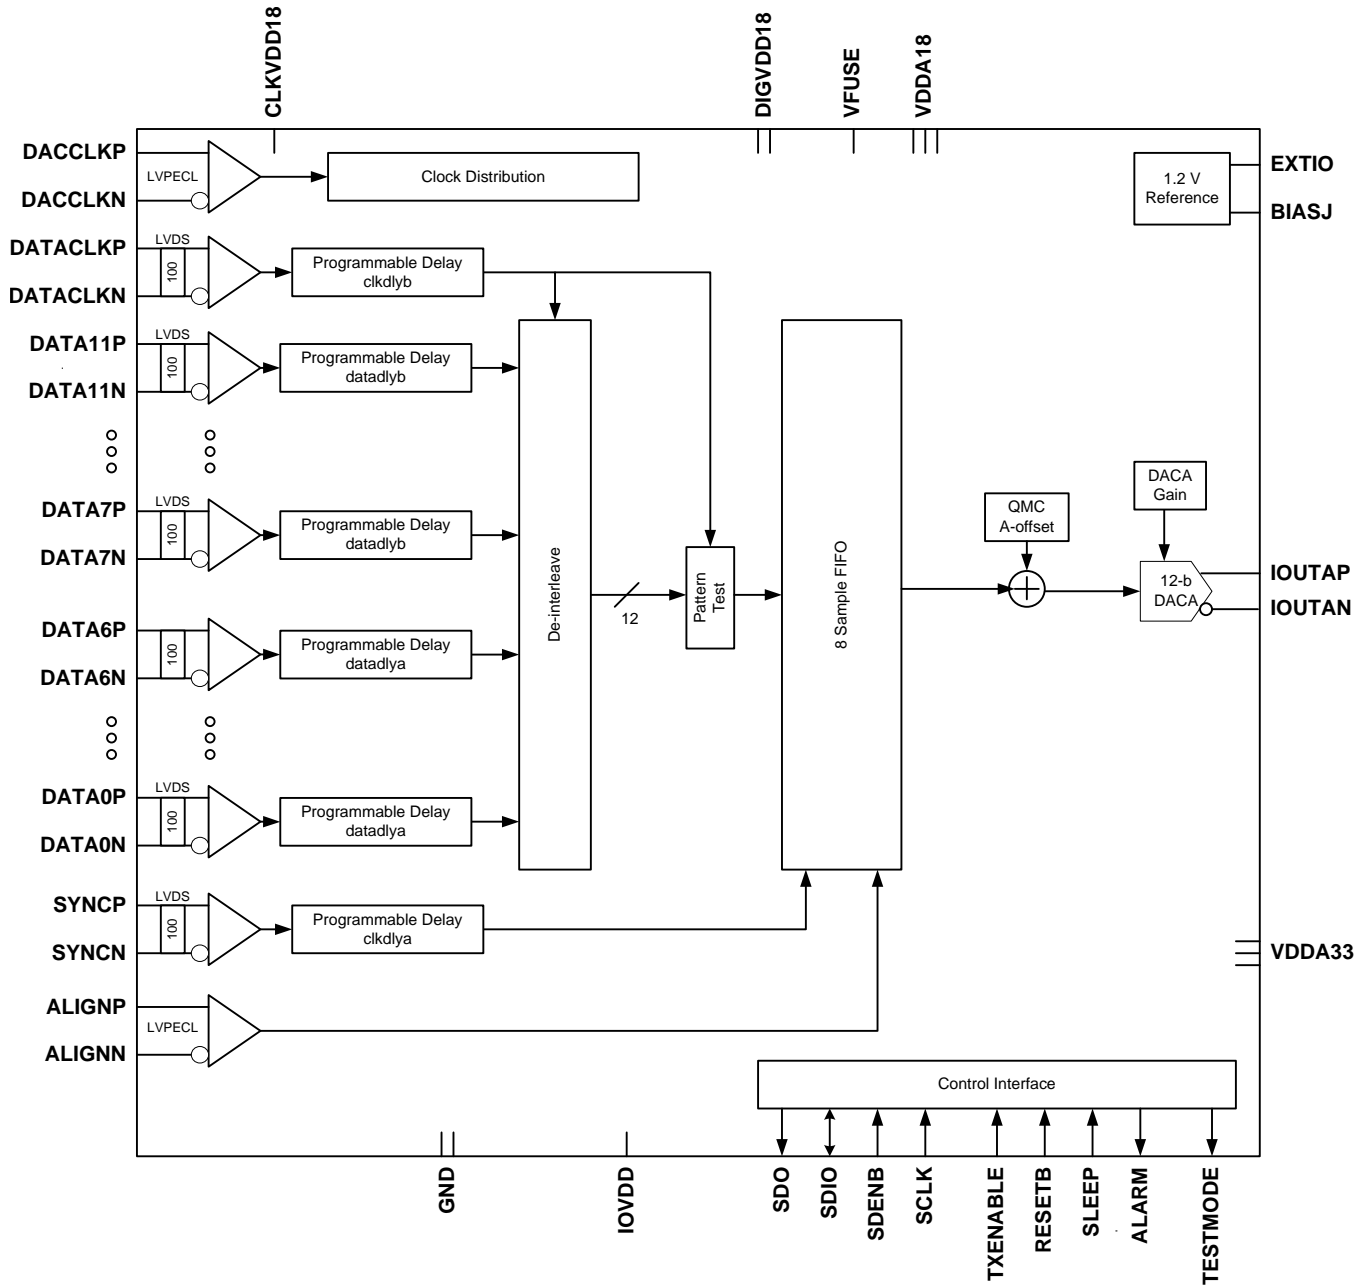 CLKVDD18
DIGVDD18
VFUSE
VDDA18
DACCLKP
LVPECL
DACCLKN
Clock Distribution
1.2 V
Reference
EXTIO
BIASJ
DATACLKP
LVDS
100
DATACLKN
Programmable Delay
clkdlyb
DATA11P
LVDS
100
DATA11N
Programmable Delay
datadlyb
DATA7P
LVDS
100
DATA7N
Programmable Delay
datadlyb
De-interleave
12
Pattern
Test
8 Sample FIFO
QMC
A-offset
DACA
Gain
12-b
DACA
IOUTAP
IOUTAN
DATA6P
100
DATA6N
Programmable Delay
datadlya
DATA0P
LVDS
100
DATA0N
Programmable Delay
datadlya
SYNCP
LVDS
100
SYNCN
Programmable Delay
clkdlya
VDDA33
ALIGNP
LVPECL
ALIGNN
Control Interface
GND
IOVDD
SDO
SDIO
SDENB
SCLK
TXENABLE
RESETB
SLEEP
ALARM
TESTMODE